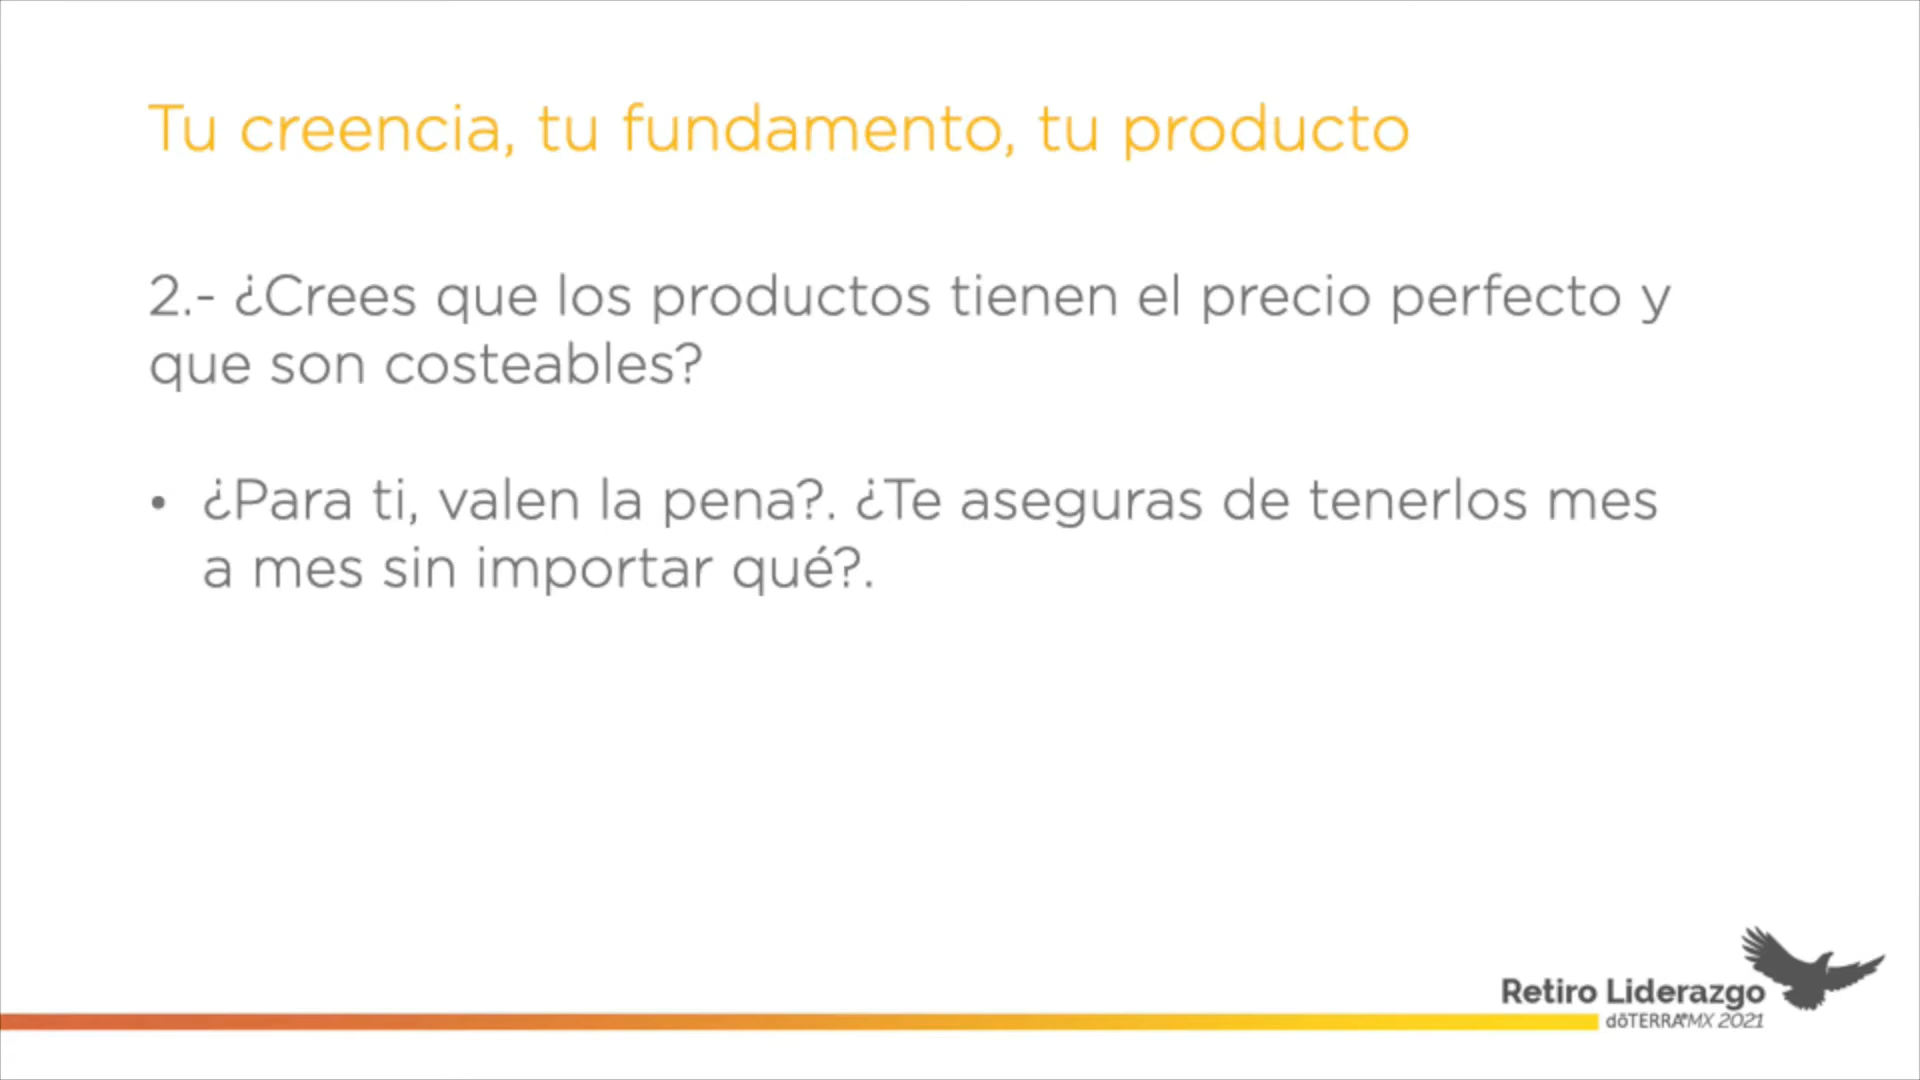 Tu creencia, tu fundamento, tu producto
2.- ¿Crees que los productos tienen el precio perfecto y
que son costeables?
• ¿Para ti, valen la pena?. ¿Te aseguras de tenerlos mes
a mes sin importar qué?.
Retiro Liderazgo
dōTERRA®MX 2021